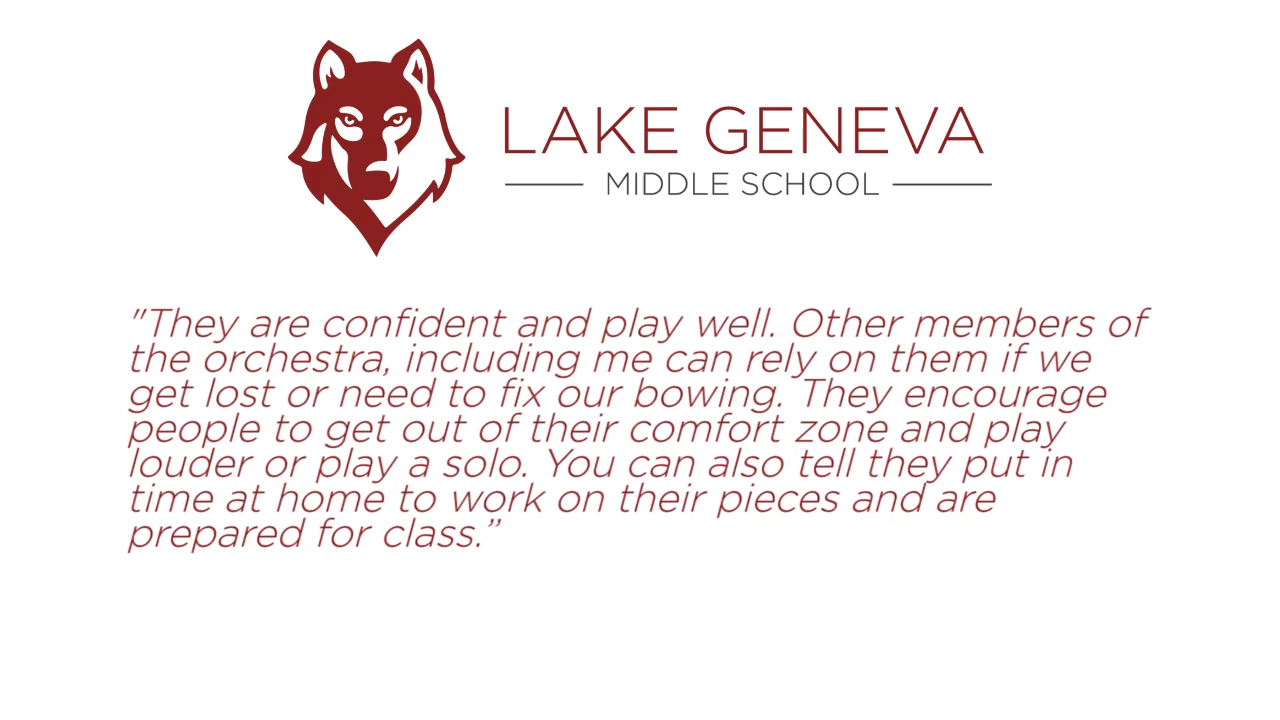 LAKE GENEVA
MIDDLE SCHOOL
"They are confident and play well. Other members of
the orchestra, including me can rely on them if we
get lost or need to fix our bowing. They encourage
people to get out of their comfort zone and play
louder or play a solo. You can also tell they put in
time at home to work on their pieces and are
prepared for class.”